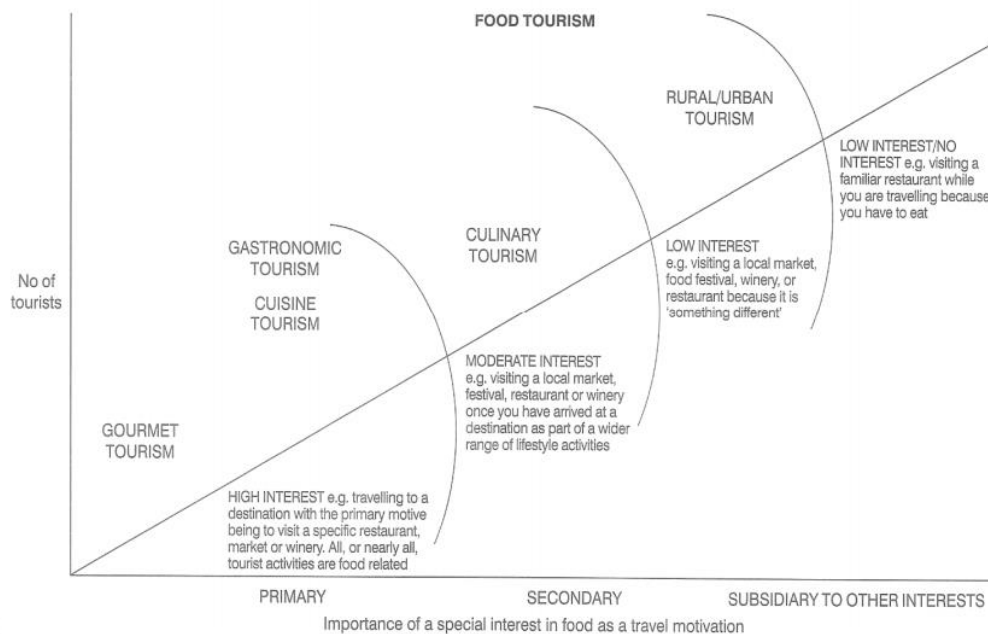 FOOD TOURISM
RURAL/URBAN
TOURISM
LOW INTEREST/NO
INTEREST e.g. visiting a
familiar restaurant while
you are travelling because
you have to eat
CULINARY
TOURISM
LOW INTEREST
e.g. visiting a local market,
food festival, winery, or
restaurant because it is
‘something different’
GASTRONOMIC
TOURISM
CUISINE
TOURISM
No of
tourists
MODERATE INTEREST
e.g. visiting a local market,
festival, restaurant or winery
once you have arrived at a
destination as part of a wider
range of lifestyle activities
GOURMET
TOURISM
HIGH INTEREST e.g. travelling to a
destination with the primary motive
being to visit a specific restaurant,
market or winery. All, or nearly all,
tourist activities are food related
PRIMARY
SECONDARY
SUBSIDIARY TO OTHER INTERESTS
Importance of a special interest in food as a travel motivation